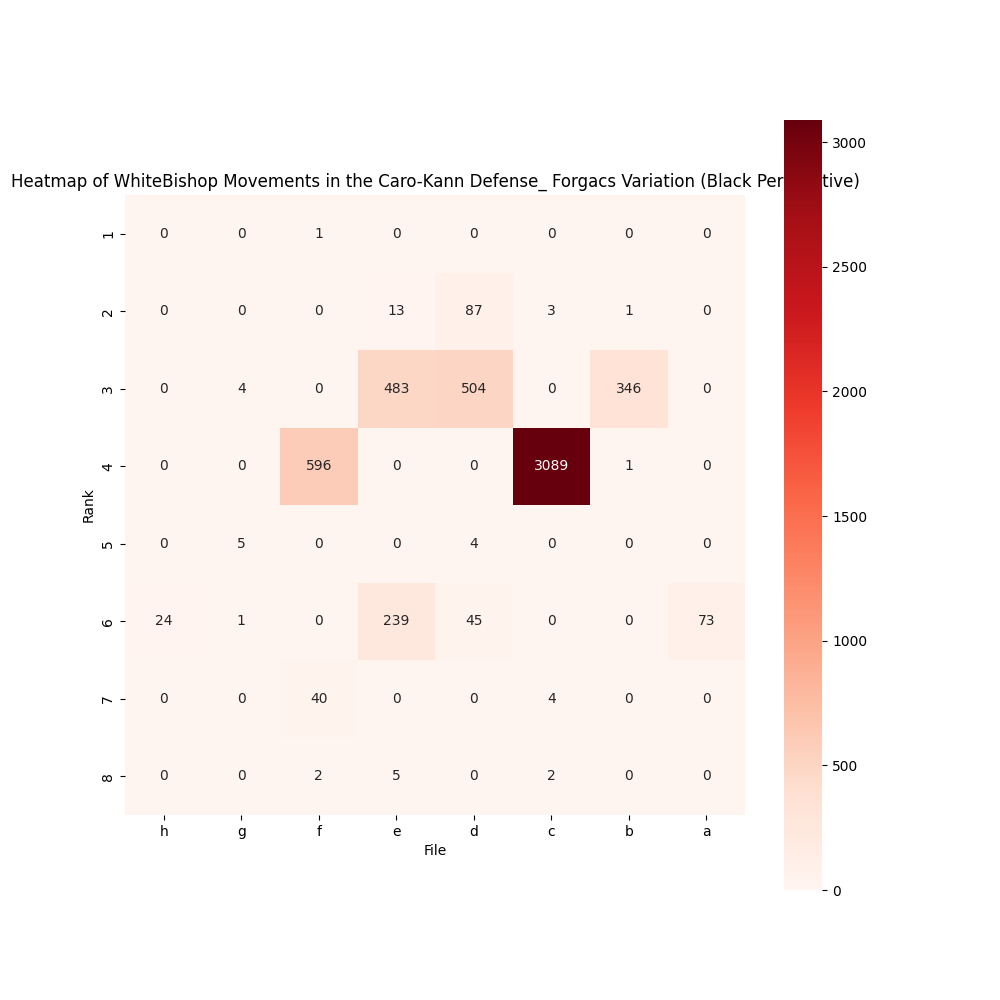 Heatmap of WhiteBishop Movements in the Caro-Kann Defense_ Forgacs Variation (Black Per tive)
3000
1 0 0 1 0 0 0 0 0
2500
2 0 0 0 13 87 3 1 0
2000
3 0 4 0 483 504 0 346 0
4 0 0 596 0 0 3089 1 0
1500
Rank
5 0 5 0 0 4 0 0 0
1000
6 24 1 0 239 45 0 0 73
7 0 0 40 0 0 4 0 0
500
8 0 0 2 5 0 2 0 0
h g f e d c b a
File
0